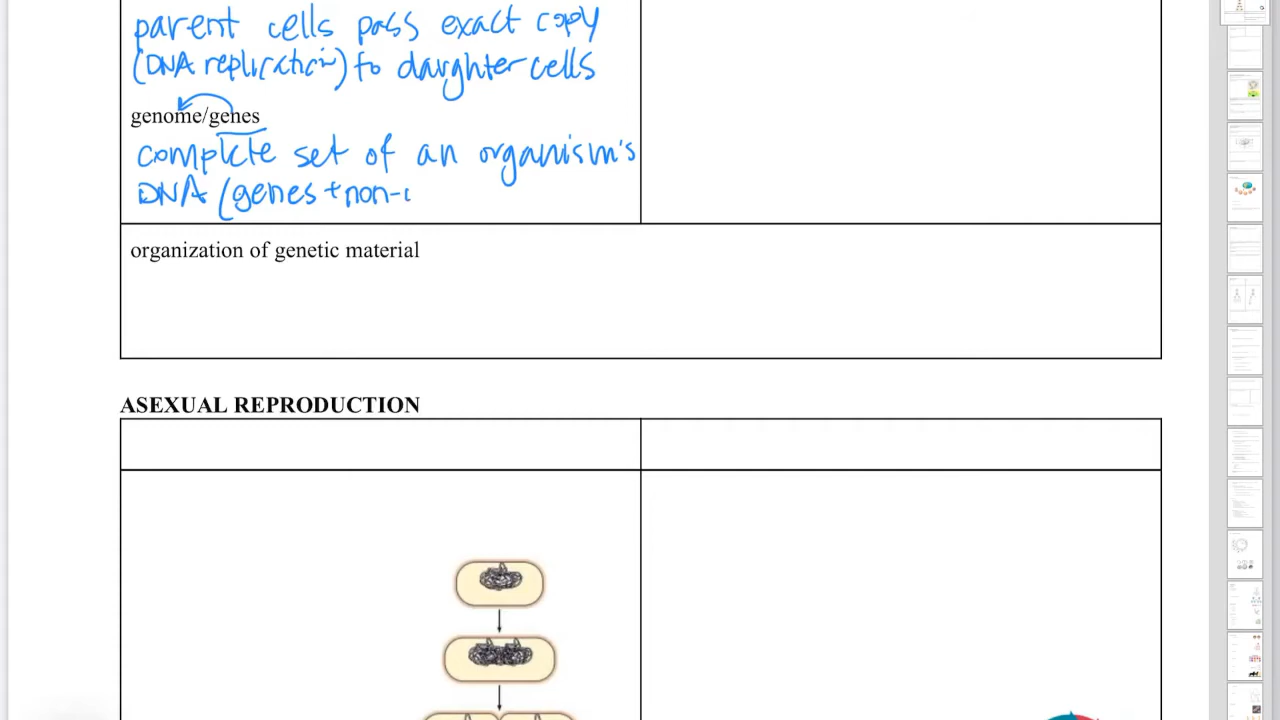 parent cells pass exact copy
(DNA replication) to daughter cells
genome/genes
complete set of an organism's
DNA (genes + non-
organization of genetic material
ASEXUAL REPRODUCTION